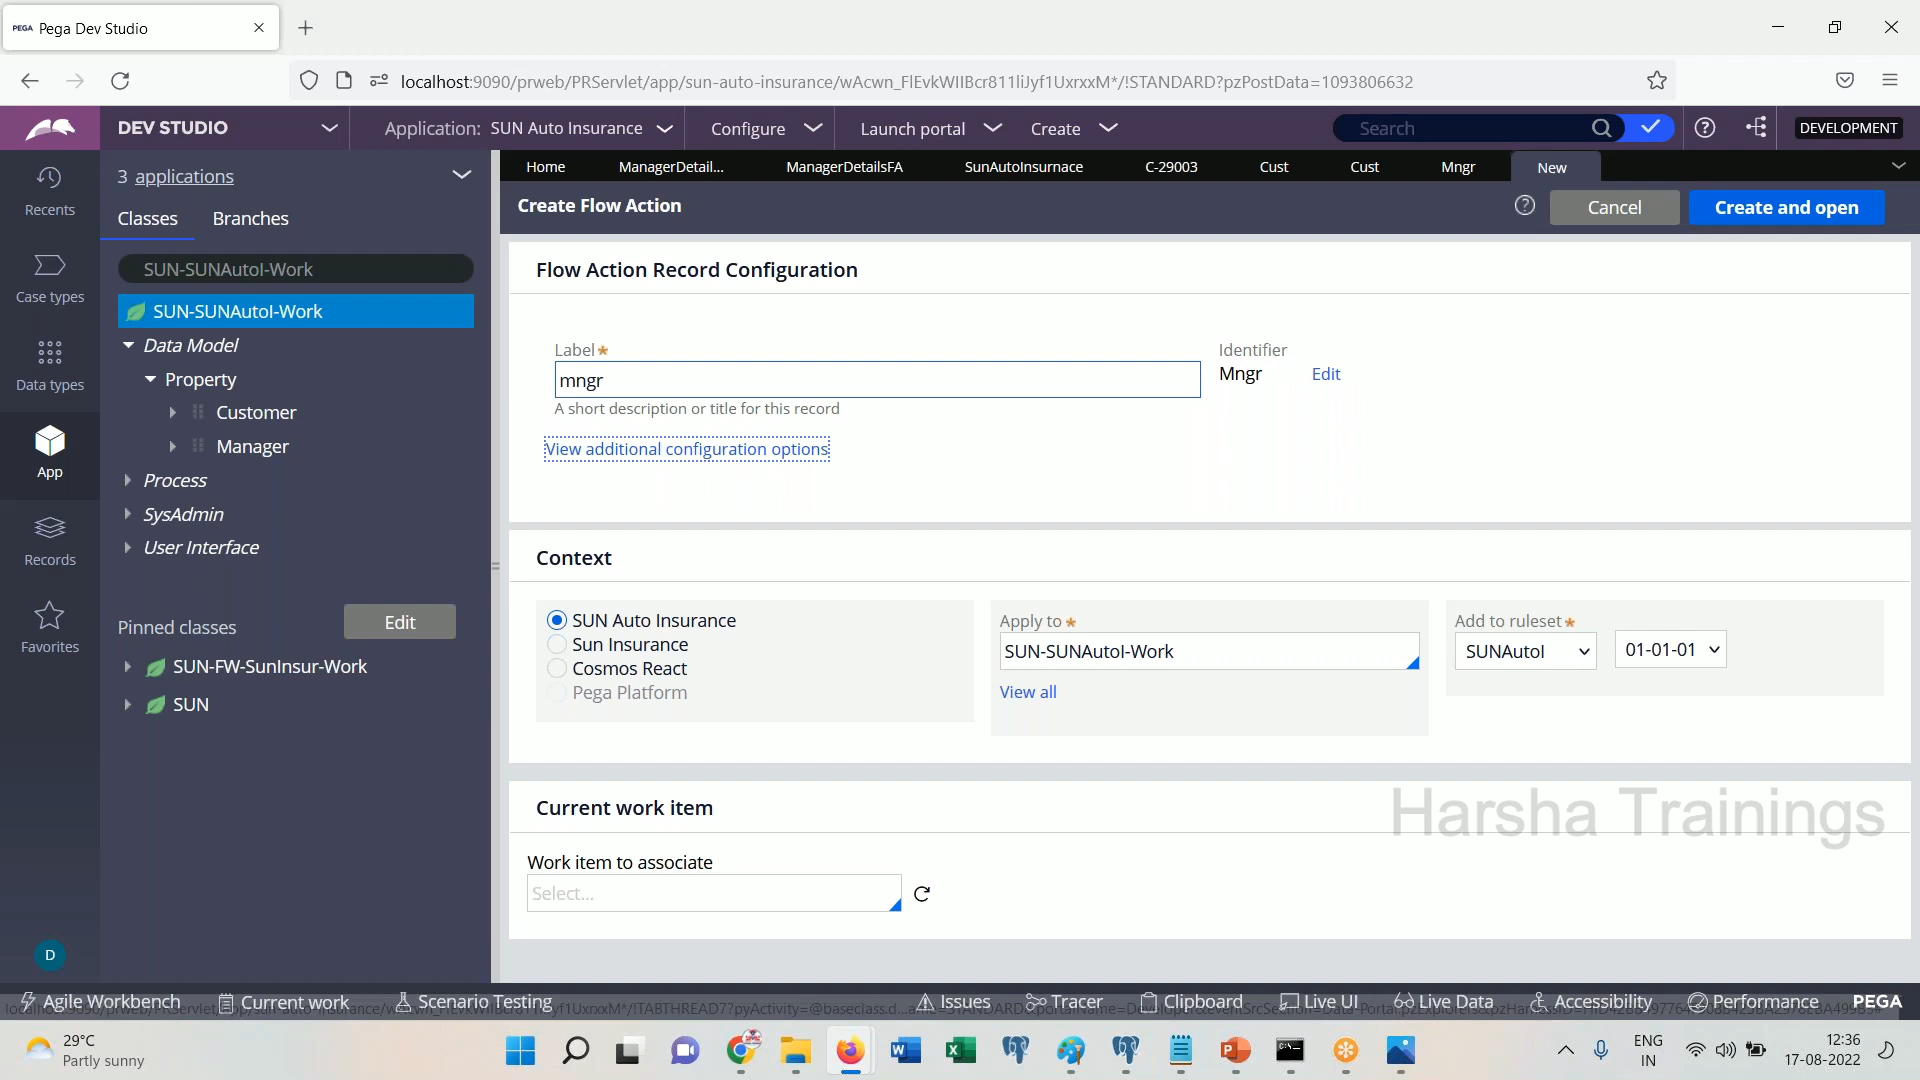 PEGA Pega Dev Studio
localhost:9090/prweb/PRServlet/app/sun-auto-insurance/wAcwn_FlEvkWIIBcr811liJyf1UxrxxM*/!STANDARD?pzPostData=1093806632
DEV STUDIO
Application: SUN Auto Insurance
Configure
Launch portal
Create
Search
DEVELOPMENT
Recents
Case types
Data types
App
Records
Favorites
D
3 applications
Classes Branches
SUN-SUNAutoI-Work
SUN-SUNAutoI-Work
Data Model
Property
Customer
Manager
Process
SysAdmin
User Interface
Pinned classes Edit
SUN-FW-SunInsur-Work
SUN
Home ManagerDetail... ManagerDetailsFA SunAutoInsurnace C-29003 Cust Cust Mngr New
Create Flow Action
Cancel Create and open
Flow Action Record Configuration
Label* Identifier
mngr Mngr Edit
A short description or title for this record
View additional configuration options
Context
SUN Auto Insurance
Sun Insurance
Cosmos React
Pega Platform
Apply to*
SUN-SUNAutoI-Work
View all
Add to ruleset*
SUNAutoI 01-01-01
Current work item
Harsha Trainings
Work item to associate
Select...
Agile Workbench Current work Scenario Testing Issues Tracer Clipboard Live UI Live Data Accessibility Performance PEGA
29°C
Partly sunny
ENG
IN
12:36
17-08-2022